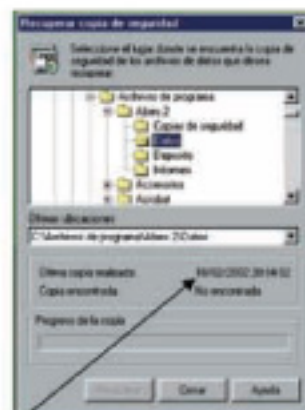 Recuperar copia de seguridad
Seleccione el lugar donde se encuentra la copia de
seguridad de los archivos de datos que desea
recuperar.
Archivos de programa
Copias de seguridad
Datos
Informes
Accesorios
Acrobat
Últimas ubicaciones
Última copia realizada
Copia encontrada No encontrada
Progreso de la copia
Cerrar Ayuda